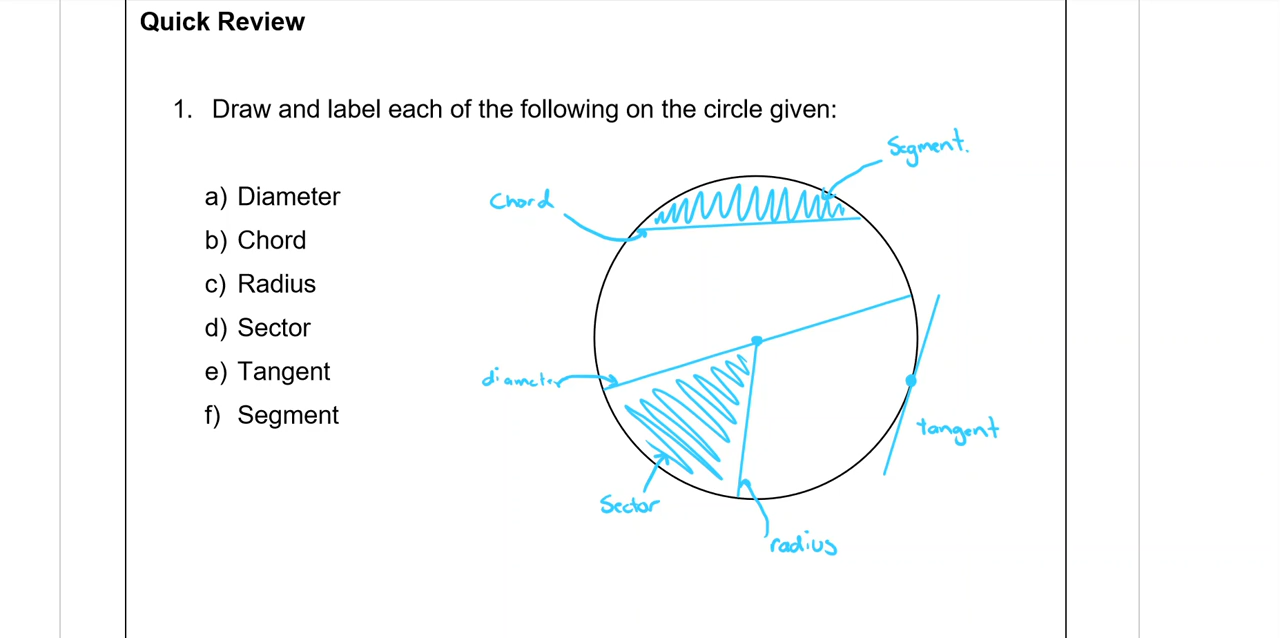 Quick Review
1. Draw and label each of the following on the circle given:
a) Diameter
b) Chord
c) Radius
d) Sector
e) Tangent
f) Segment
Segment.
Chord
diameter
tangent
Sector
radius